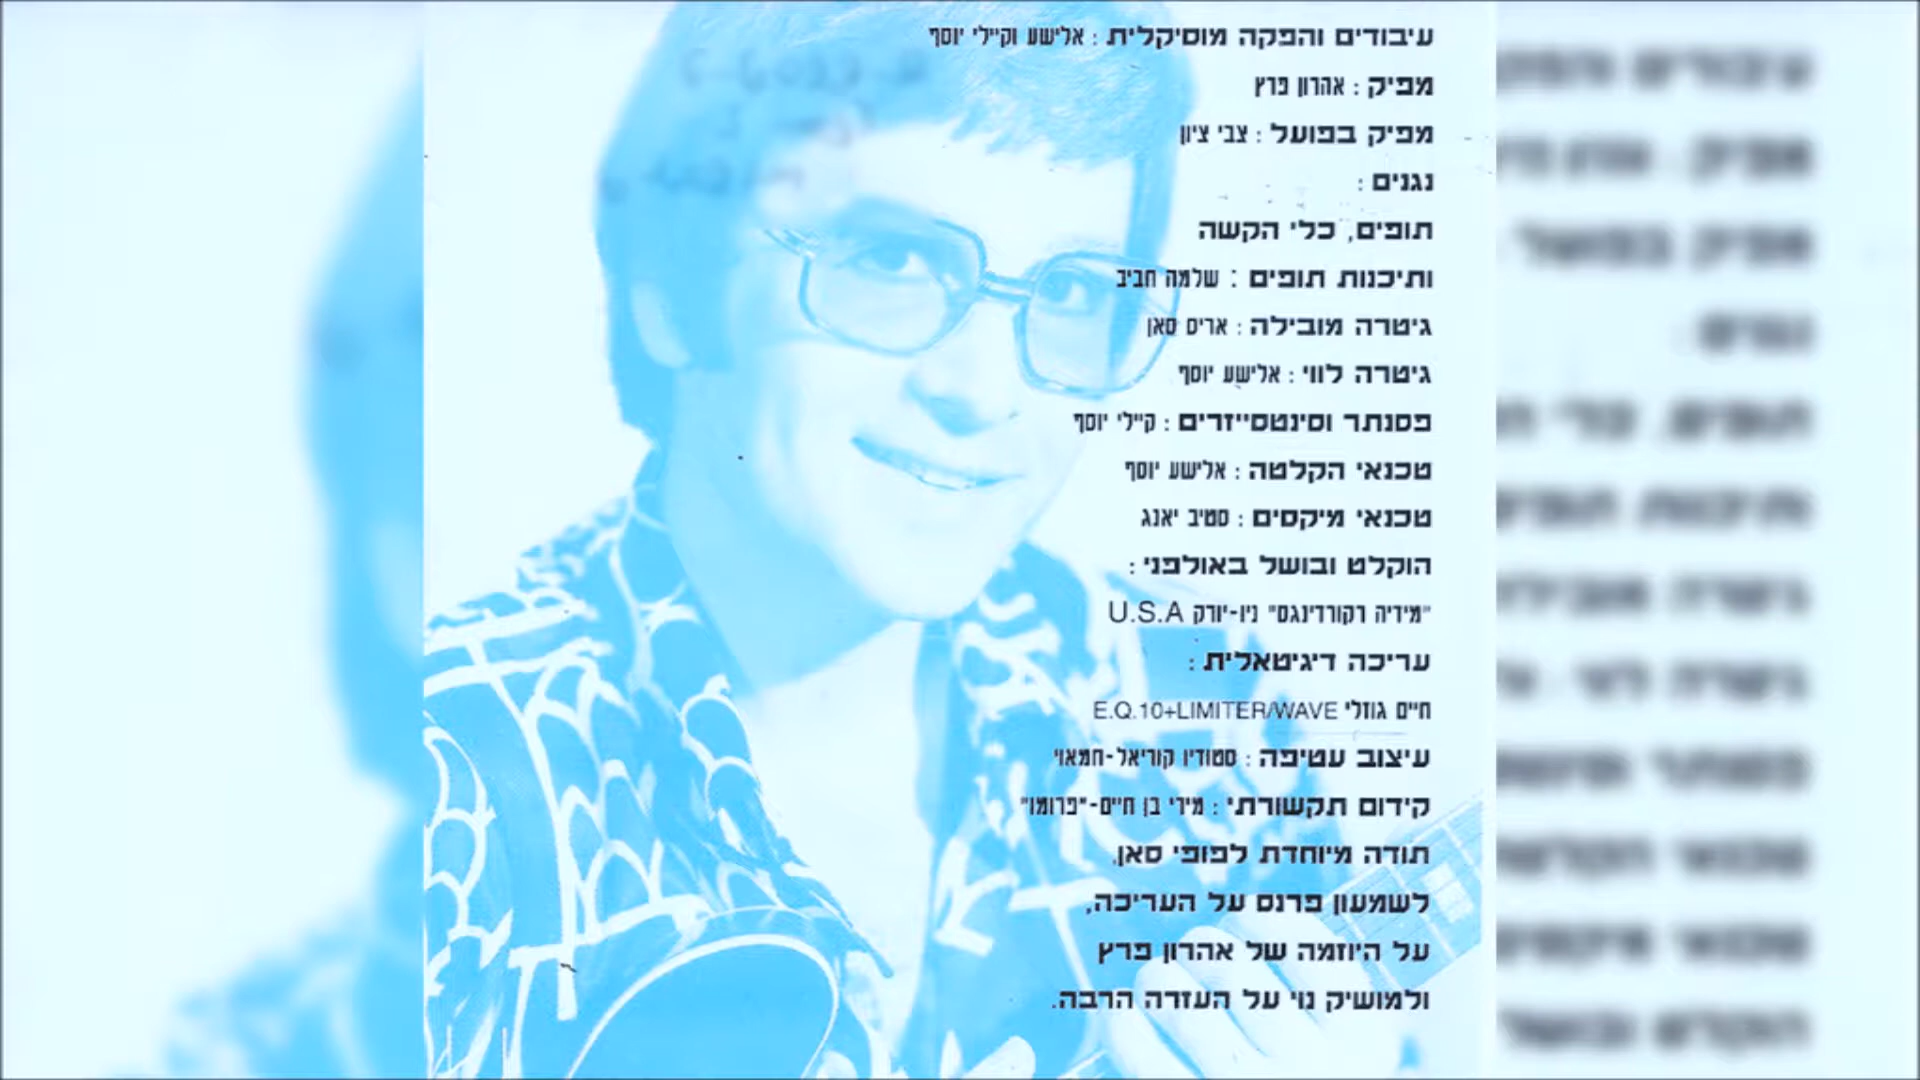 עיבודים והפקה מוסיקלית : אלישע וקיילי יוסף
מפיק : אהרון פרץ
מפיק בפועל : צבי ציון
נגנים :
תופים, כלי הקשה
ותיכנות תופים : שלמה חביב
גיטרה מובילה : אריס סאן
גיטרה לווי : אלישע יוסף
פסנתר וסינטסייזרים : קיילי יוסף
טכנאי הקלטה : אלישע יוסף
טכנאי מיקסים : סטיב יאנג
הוקלט ובושל באולפני :
"מידיה רקורדינגס" ניו-יורק U.S.A
עריכה דיגיטאלית :
חיים גוזלי E.Q.10+LIMITER/WAVE
עיצוב עטיפה : סטודיו קוריאל-חמאוי
קידום תקשורתי : מירי בן חיים-"פרומו"
תודה מיוחדת לפופי סאן,
לשמעון פרנס על העריכה,
על היוזמה של אהרון פרץ
ולמושיק נוי על העזרה הרבה.